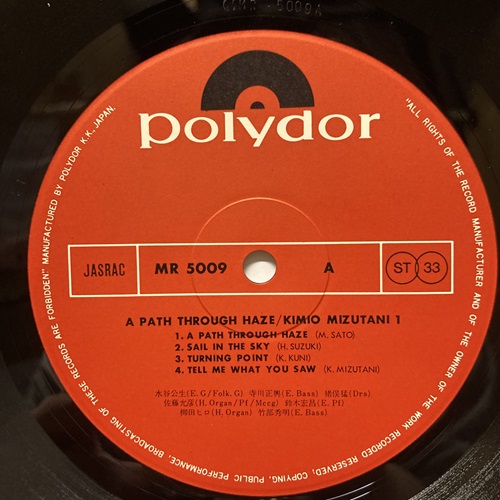 GMR-5009A
polydor
JASRAC
MR 5009
A
ST 33
A PATH THROUGH HAZE/KIMIO MIZUTANI 1
1. A PATH THROUGH HAZE (M. SATO)
2. SAIL IN THE SKY (H. SUZUKI)
3. TURNING POINT (K. KUNI)
4. TELL ME WHAT YOU SAW (K. MIZUTANI)
水谷公生(E. G/Folk. G) 寺川正興(E. Bass) 猪俣猛(Drs)
佐藤允彦(H. Organ/Pf/Meeg) 鈴木宏昌(E. Pf)
柳田ヒロ(H. Organ) 竹部秀明(E. Bass)
"ALL RIGHTS OF THE RECORD MANUFACTURER AND OF THE OWNER OF THE WORK RECORDED RESERVED, COPYING, PUBLIC PERFORMANCE, BROADCASTING OF THESE RECORDS ARE FORBIDDEN" MANUFACTURED BY POLYDOR K.K., JAPAN.